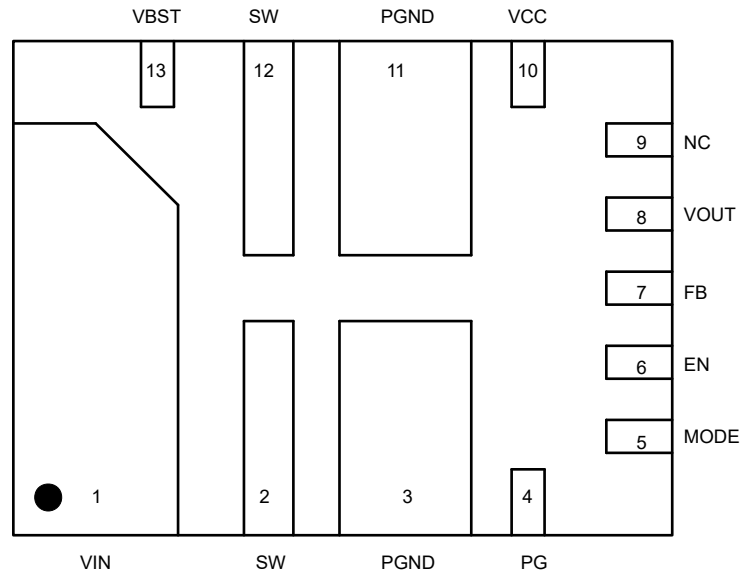 VBST SW PGND VCC
13 12 11 10
9 NC
8 VOUT
7 FB
6 EN
5 MODE
1 2 3 4
VIN SW PGND PG